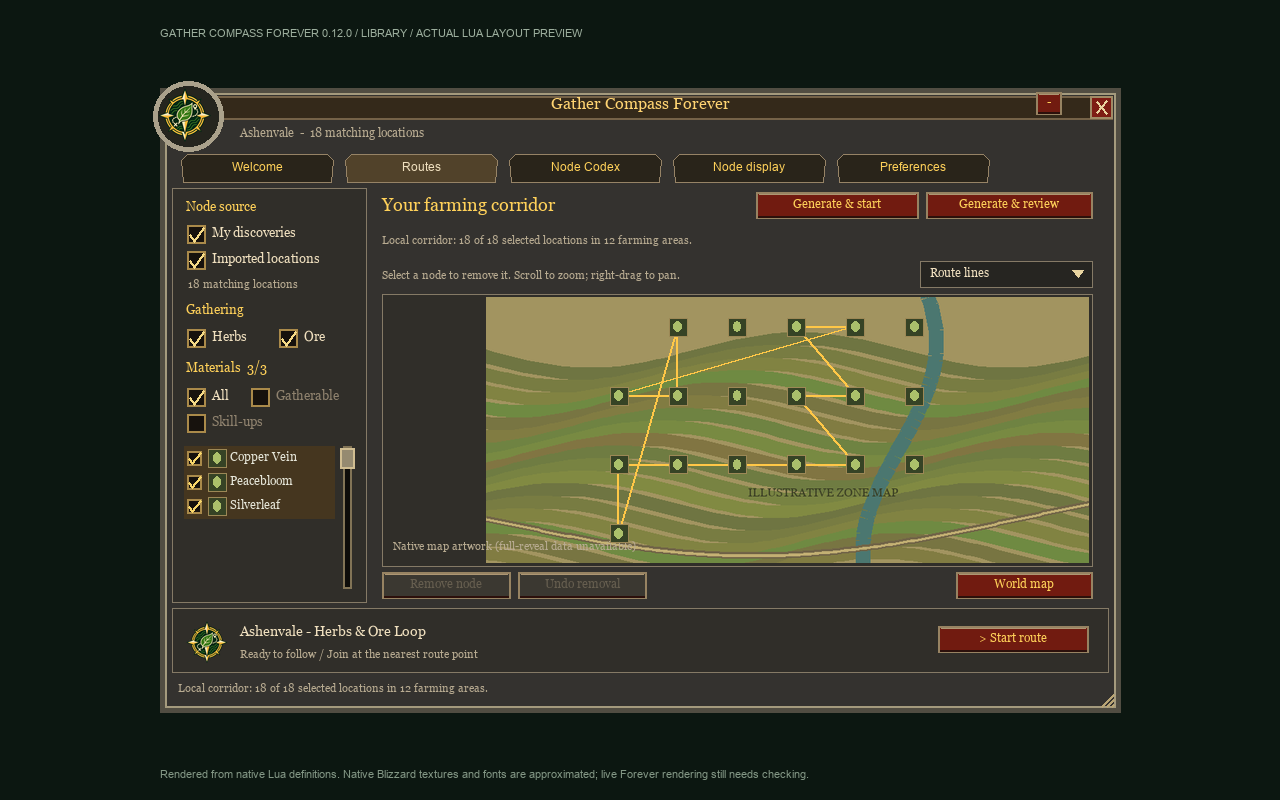 GATHER COMPASS FOREVER 0.12.0 / LIBRARY / ACTUAL LUA LAYOUT PREVIEW
Gather Compass Forever
-
X
Ashenvale - 18 matching locations
Welcome
Routes
Node Codex
Node display
Preferences
Node source
My discoveries
Imported locations
18 matching locations
Gathering
Herbs
Ore
Materials 3/3
All
Gatherable
Skill-ups
Copper Vein
Peacebloom
Silverleaf
Your farming corridor
Generate & start
Generate & review
Local corridor: 18 of 18 selected locations in 12 farming areas.
Select a node to remove it. Scroll to zoom; right-drag to pan.
Route lines
ILLUSTRATIVE ZONE MAP
Native map artwork (full-reveal data unavailable)
Remove node
Undo removal
World map
Ashenvale - Herbs & Ore Loop
Ready to follow / Join at the nearest route point
> Start route
Local corridor: 18 of 18 selected locations in 12 farming areas.
Rendered from native Lua definitions. Native Blizzard textures and fonts are approximated; live Forever rendering still needs checking.